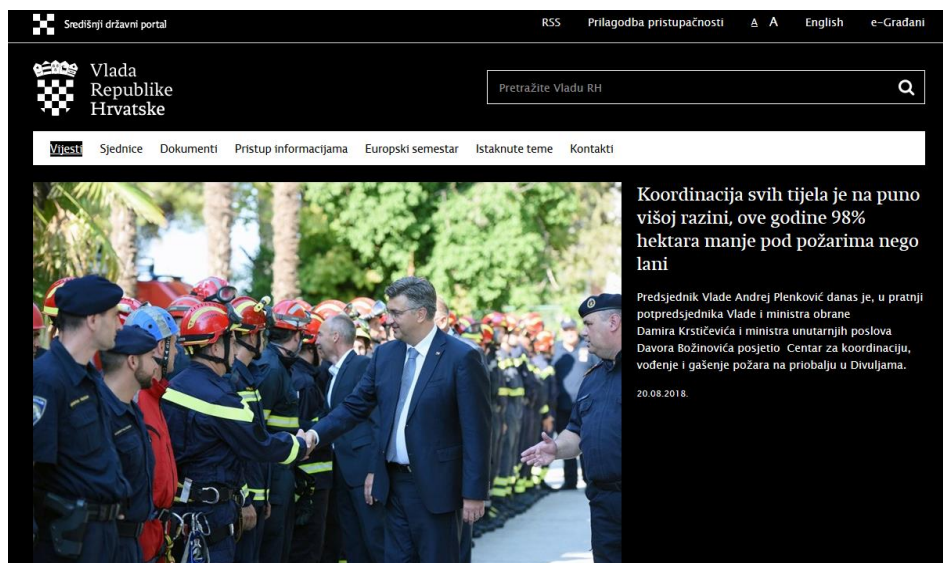 Središnji državni portal
RSS Prilagodba pristupačnosti A A English e-Građani
Vlada
Republike
Hrvatske
Pretražite Vladu RH
Vijesti Sjednice Dokumenti Pristup informacijama Europski semestar Istaknute teme Kontakti
Koordinacija svih tijela je na puno
višoj razini, ove godine 98%
hektara manje pod požarima nego
lani
Predsjednik Vlade Andrej Plenković danas je, u pratnji
potpredsjednika Vlade i ministra obrane
Damira Krstičevića i ministra unutarnjih poslova
Davora Božinovića posjetio Centar za koordinaciju,
vođenje i gašenje požara na priobalju u Divuljama.
20.08.2018.